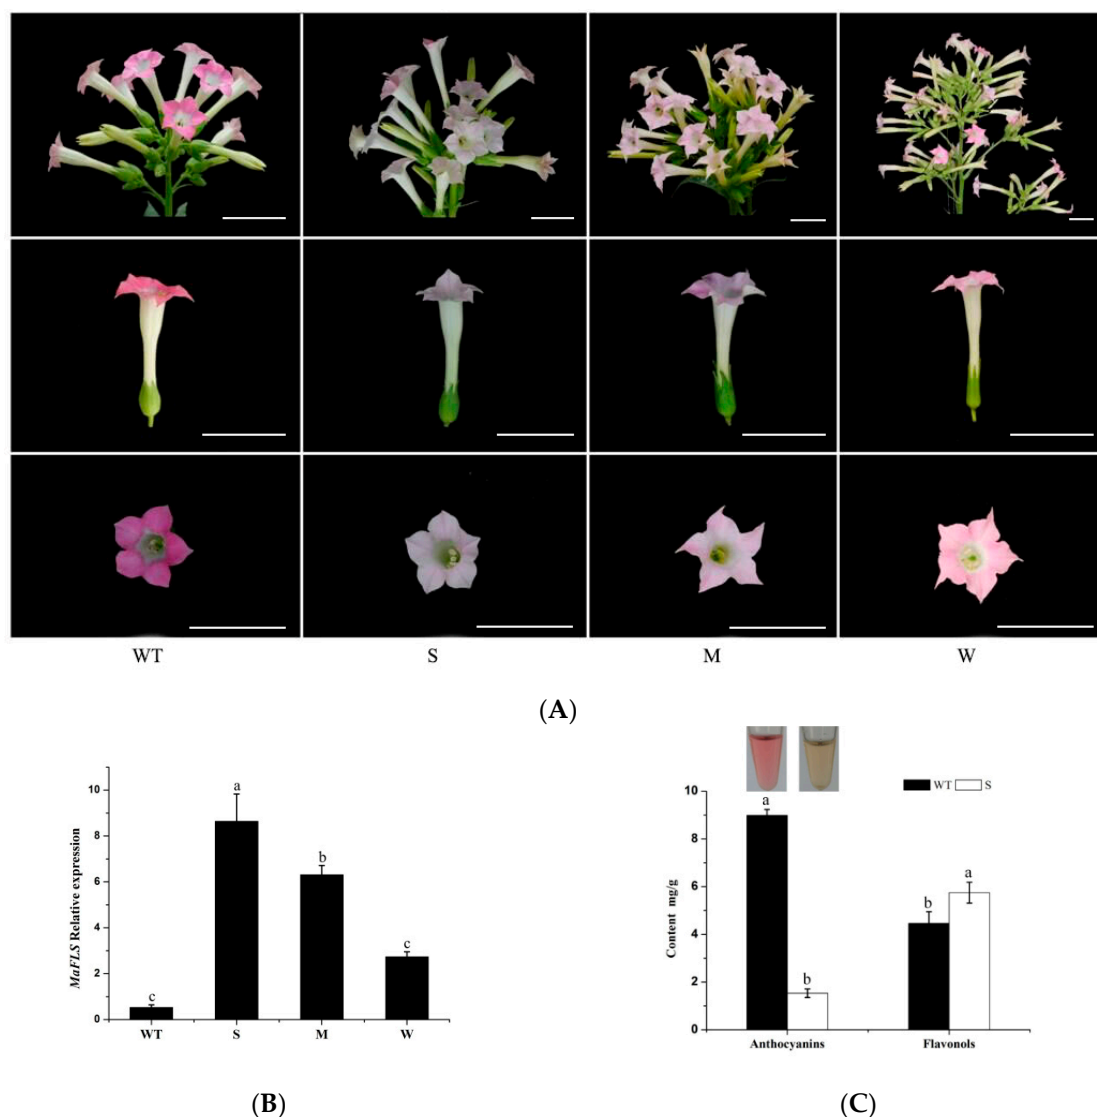 WT S M W
(A)
a
b
c
c
10
8
6
4
2
0
MaFLS Relative expression
WT S M W
(B)
WT S
a
b
b
a
10
8
6
4
2
0
Content mg/g
Anthocyanins Flavonols
(C)